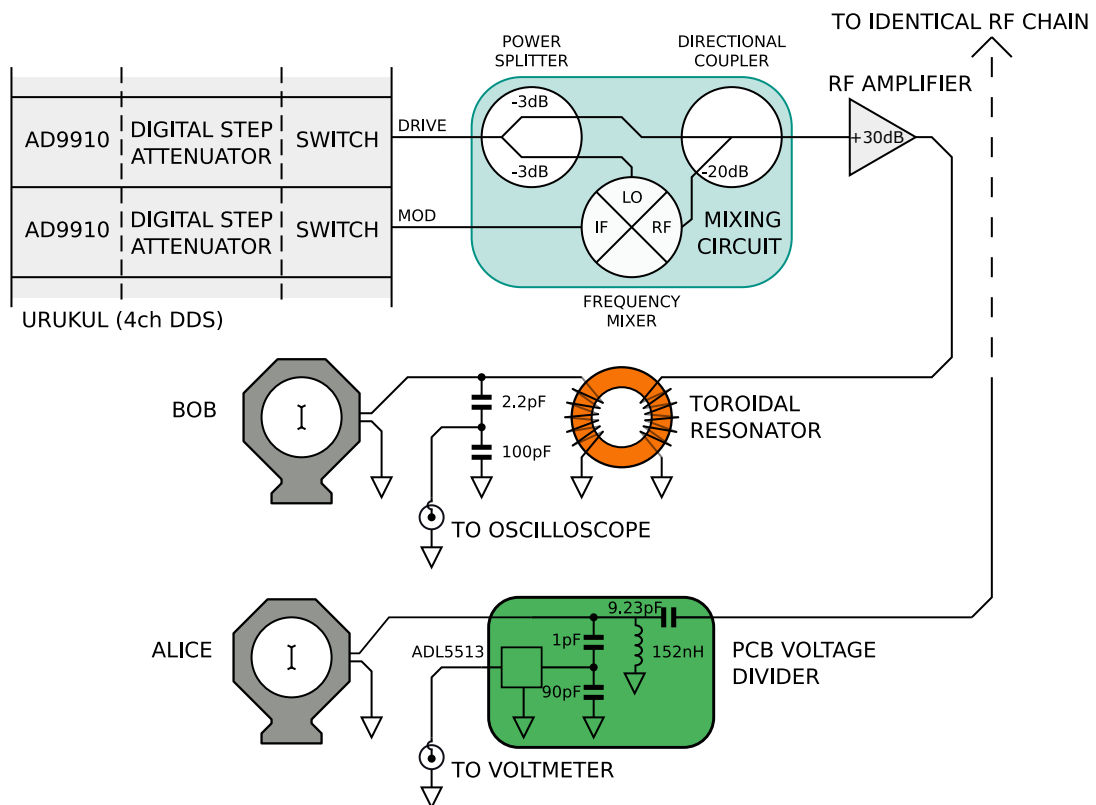 TO IDENTICAL RF CHAIN
POWER
SPLITTER
DIRECTIONAL
COUPLER
RF AMPLIFIER
-3dB
-3dB
-20dB
+30dB
AD9910
DIGITAL STEP
ATTENUATOR
SWITCH
DRIVE
AD9910
DIGITAL STEP
ATTENUATOR
SWITCH
MOD
LO
IF
RF
MIXING
CIRCUIT
FREQUENCY
MIXER
URUKUL (4ch DDS)
BOB
2.2pF
100pF
TOROIDAL
RESONATOR
TO OSCILLOSCOPE
ALICE
ADL5513
9.23pF
1pF
152nH
90pF
PCB VOLTAGE
DIVIDER
TO VOLTMETER